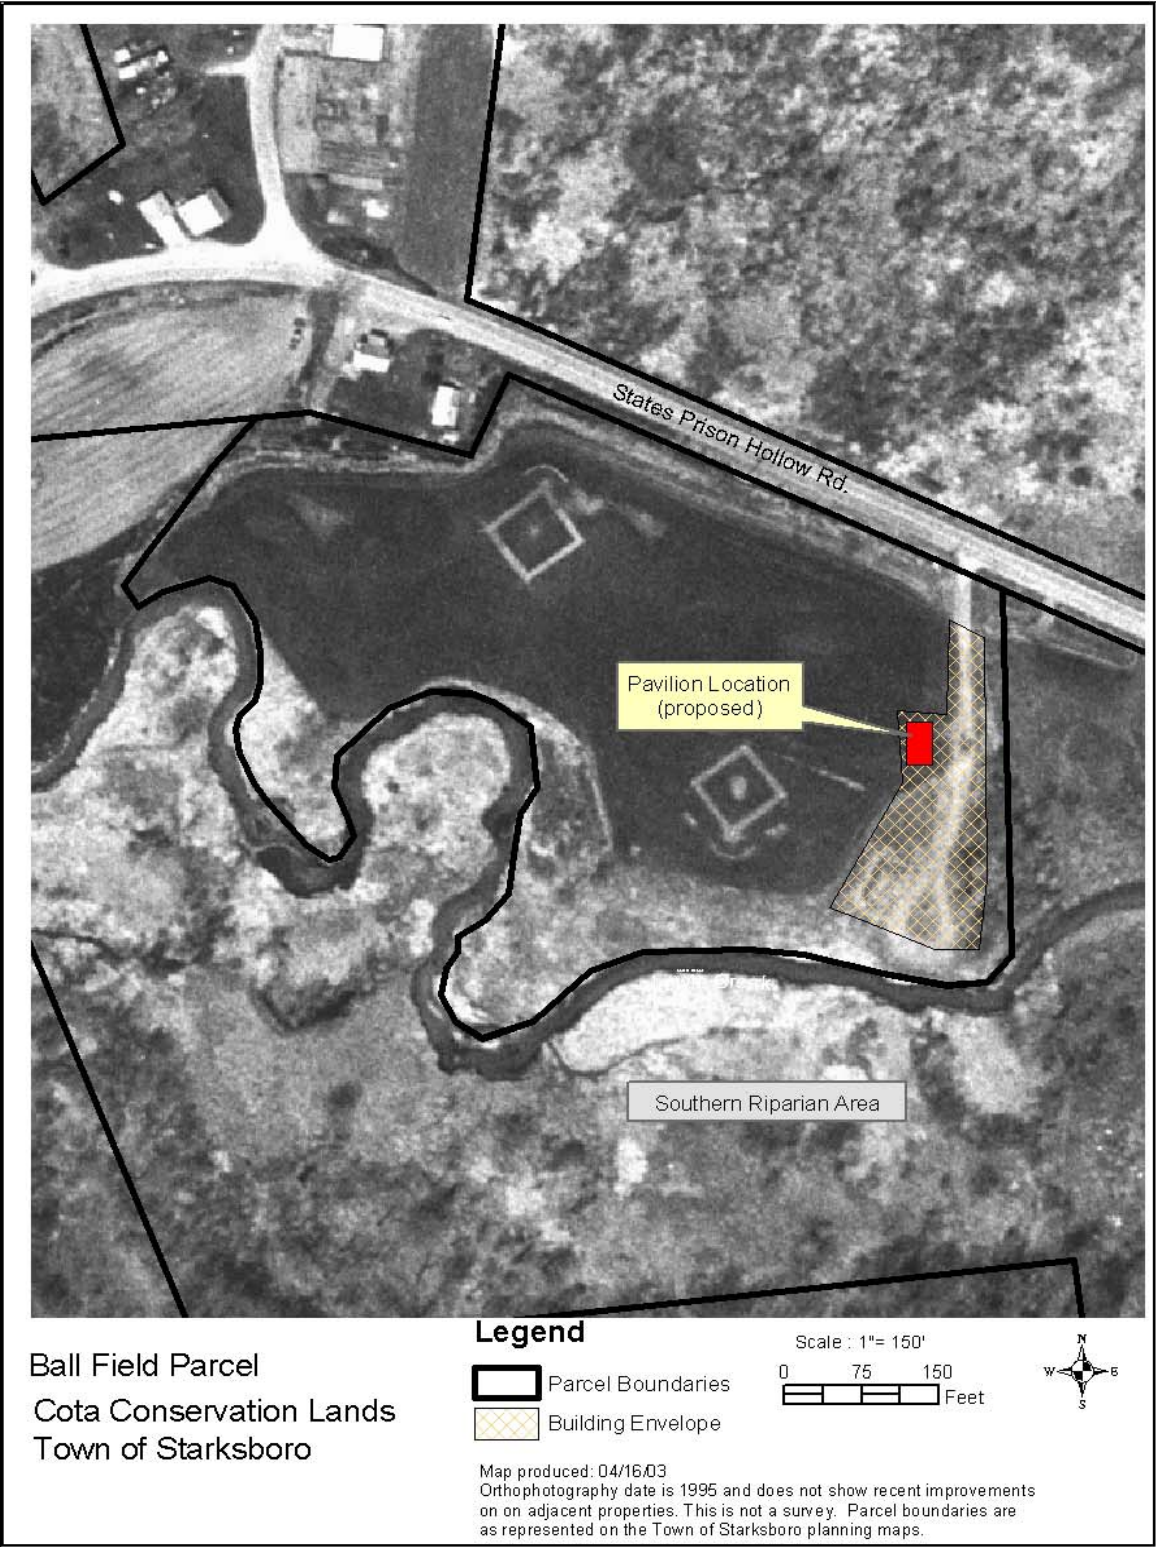 States Prison Hollow Rd.
Pavilion Location
(proposed)
Southern Riparian Area
Ball Field Parcel
Cota Conservation Lands
Town of Starksboro
Legend
Parcel Boundaries
Building Envelope
Scale : 1"= 150'
0 75 150
Feet
N
W E
S
Map produced: 04/16/03
Orthophotography date is 1995 and does not show recent improvements
on on adjacent properties. This is not a survey. Parcel boundaries are
as represented on the Town of Starksboro planning maps.